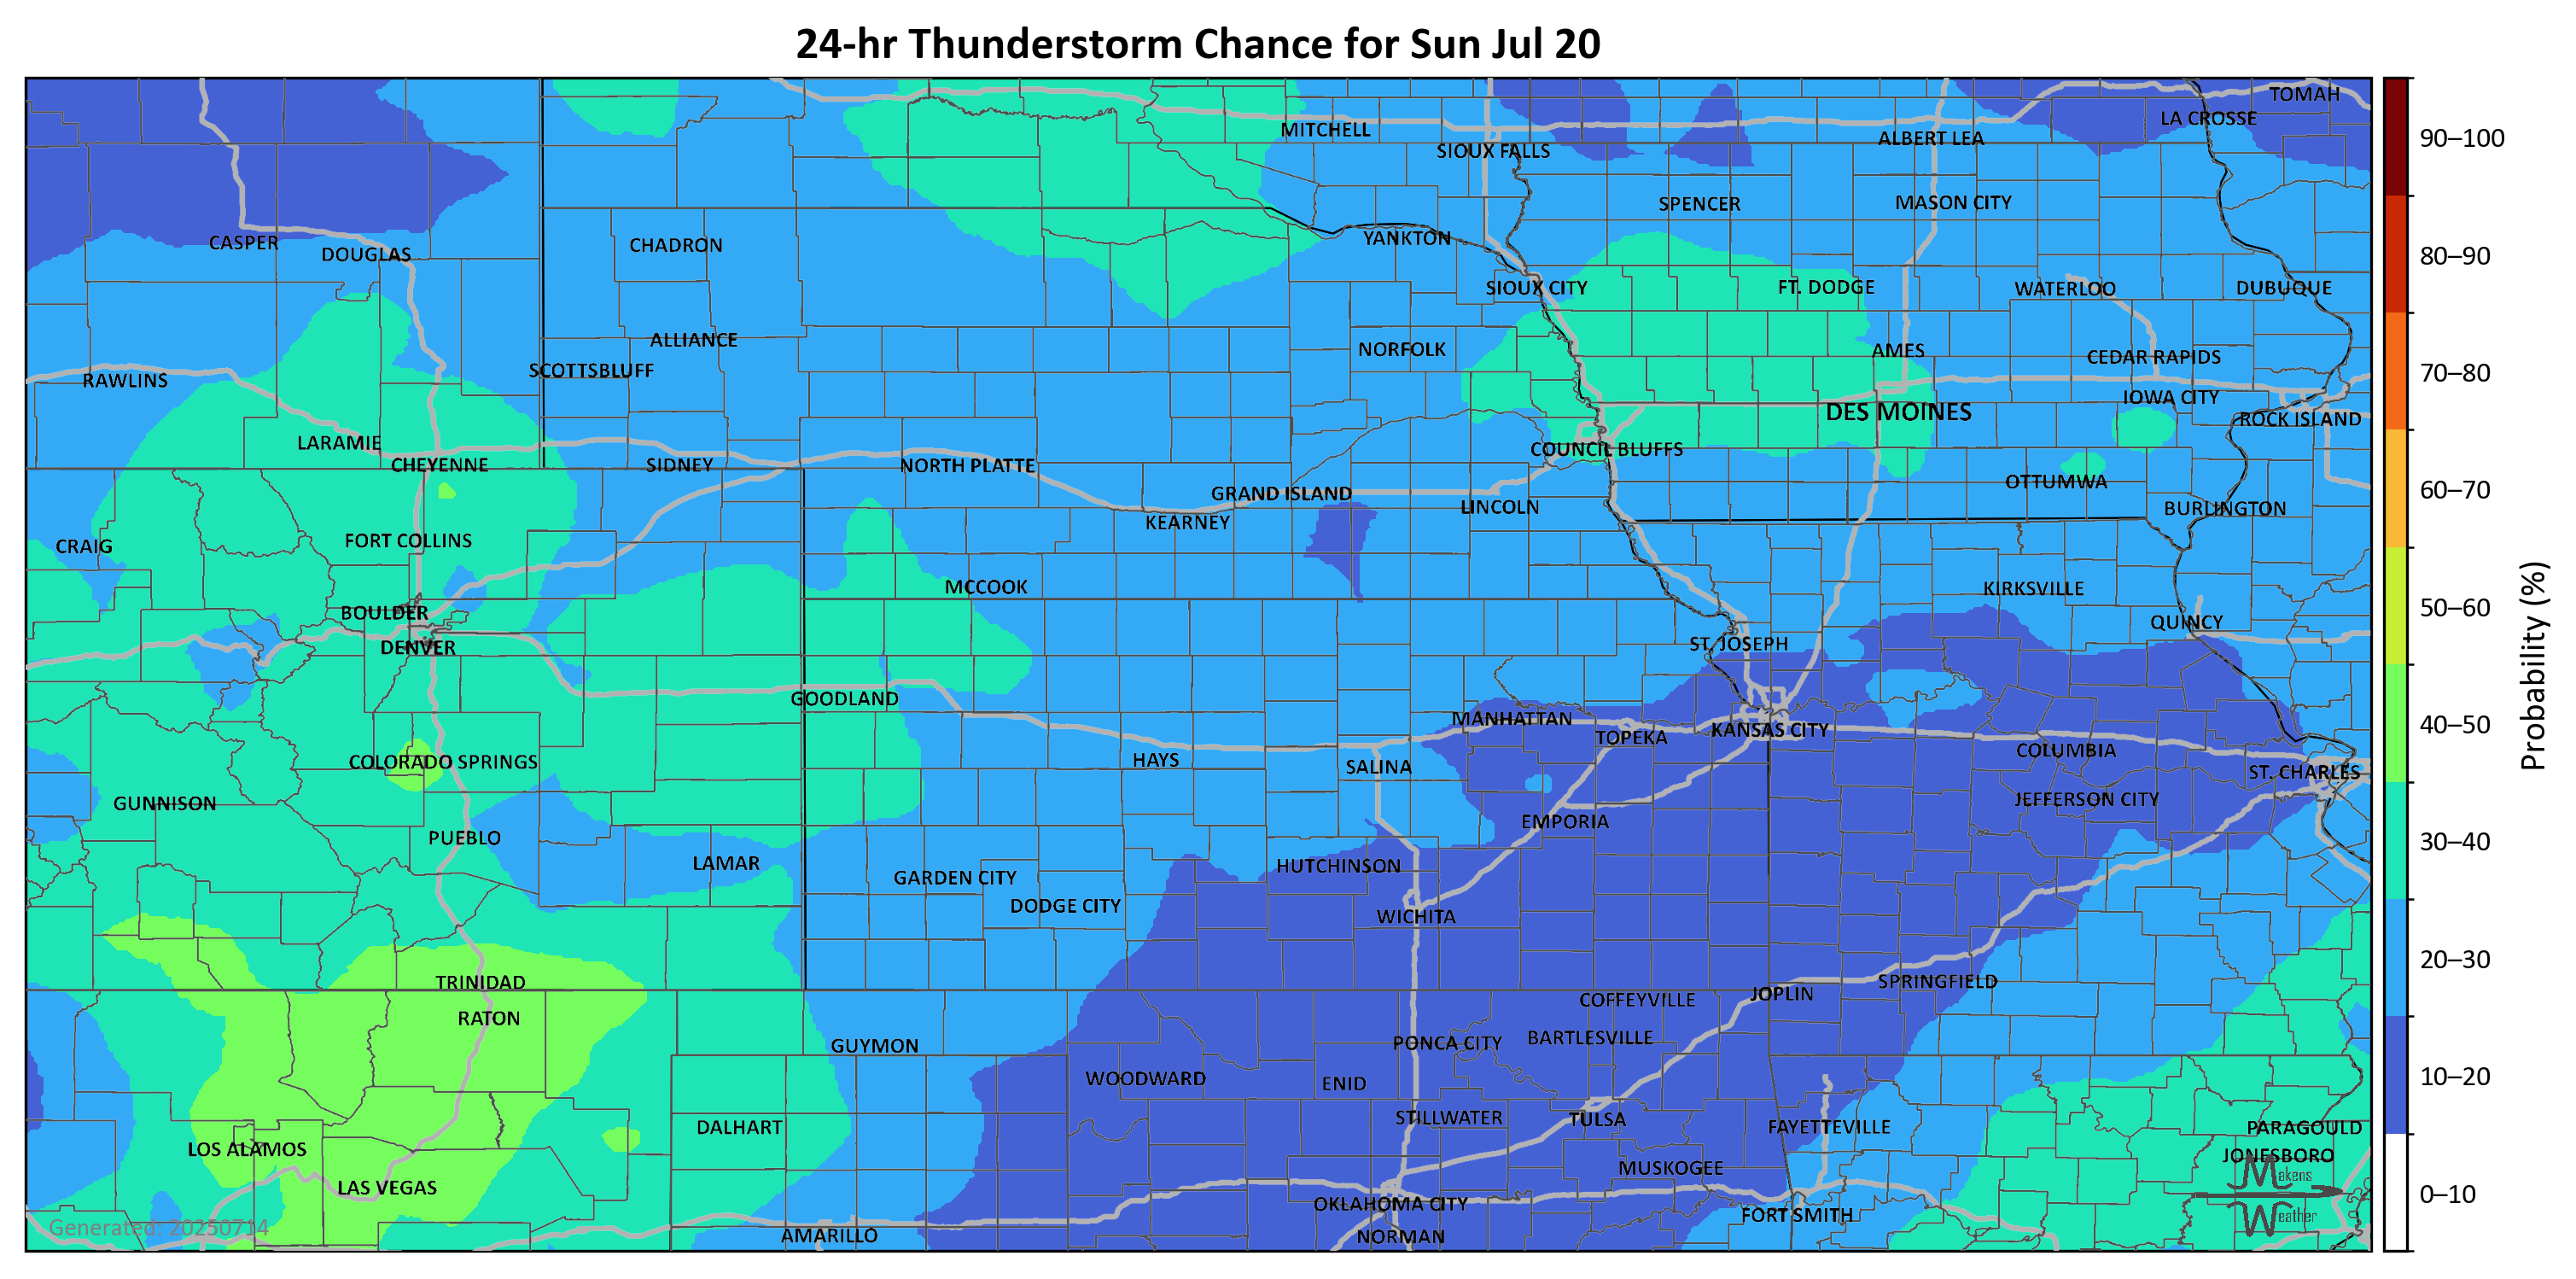 24-hr Thunderstorm Chance for Sun Jul 20
TOMAH
LA CROSSE
MITCHELL
ALBERT LEA
SIOUX FALLS
SPENCER
MASON CITY
CASPER
DOUGLAS
CHADRON
YANKTON
SIOUX CITY
FT. DODGE
WATERLOO
DUBUQUE
ALLIANCE
NORFOLK
AMES
CEDAR RAPIDS
RAWLINS
SCOTTSBLUFF
IOWA CITY
DES MOINES
ROCK ISLAND
LARAMIE
COUNCIL BLUFFS
CHEYENNE
SIDNEY
NORTH PLATTE
GRAND ISLAND
OTTUMWA
LINCOLN
BURLINGTON
KEARNEY
CRAIG
FORT COLLINS
MCCOOK
KIRKSVILLE
BOULDER
QUINCY
DENVER
ST. JOSEPH
GOODLAND
MANHATTAN
TOPEKA
KANSAS CITY
COLUMBIA
COLORADO SPRINGS
HAYS
SALINA
ST. CHARLES
GUNNISON
JEFFERSON CITY
EMPORIA
PUEBLO
LAMAR
HUTCHINSON
GARDEN CITY
DODGE CITY
WICHITA
TRINIDAD
SPRINGFIELD
JOPLIN
COFFEYVILLE
RATON
GUYMON
PONCA CITY
BARTLESVILLE
WOODWARD
ENID
STILLWATER
TULSA
DALHART
FAYETTEVILLE
PARAGOULD
LOS ALAMOS
JONESBORO
MUSKOGEE
LAS VEGAS
OKLAHOMA CITY
FORT SMITH
AMARILLO
NORMAN
Generated: 20250714
Makens
Weather
90–100
80–90
70–80
60–70
50–60
40–50
30–40
20–30
10–20
0–10
Probability (%)